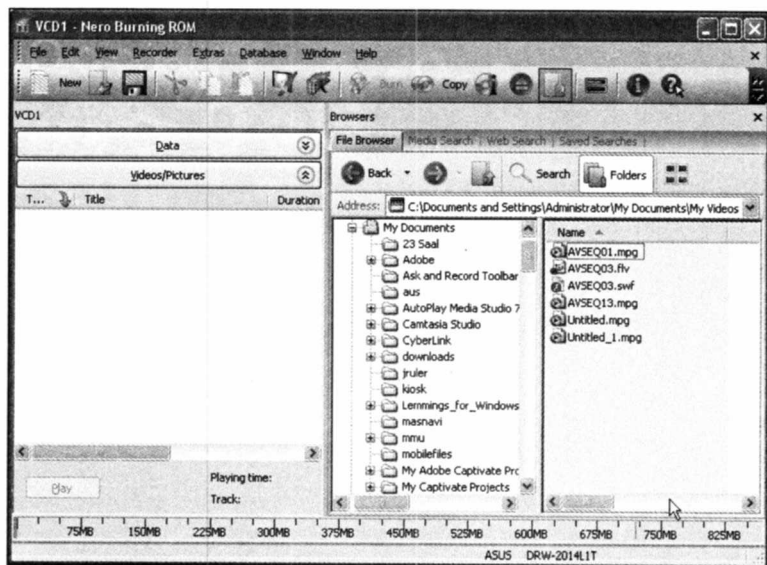 VCD1 - Nero Burning ROM
File Edit View Recorder Extras Database Window Help
New Burn Copy
VCD1
Data
Videos/Pictures
T... Title Duration
Play
Playing time:
Track:
Browsers
File Browser Media Search Web Search Saved Searches
Back Search Folders
Address: C:\Documents and Settings\Administrator\My Documents\My Videos
My Documents
23 Saal
Adobe
Ask and Record Toolbar
aus
AutoPlay Media Studio 7
Camtasia Studio
CyberLink
downloads
jruler
kiosk
Lemmings_for_Windows
masnavi
mmu
mobilefiles
My Adobe Captivate Prc
My Captivate Projects
Name
AVSEQ01.mpg
AVSEQ03.flv
AVSEQ03.swf
AVSEQ13.mpg
Untitled.mpg
Untitled_1.mpg
75MB 150MB 225MB 300MB 375MB 450MB 525MB 600MB 675MB 750MB 825MB
ASUS DRW-2014L1T